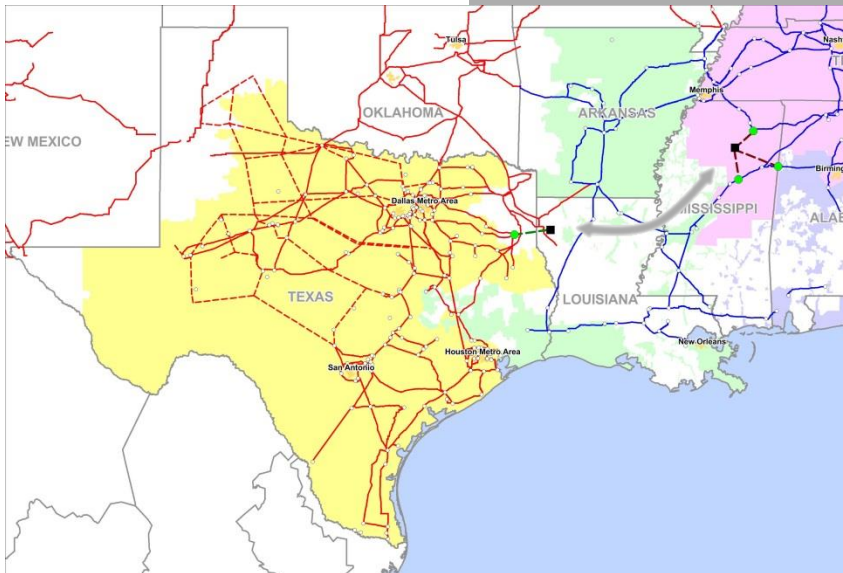 Tulsa
Nash
T
Memphis
OKLAHOMA
ARKANSAS
EW MEXICO
Birming
Dallas Metro Area
MISSISSIPPI
ALAB
TEXAS
LOUISIANA
New Orleans
Houston Metro Area
San Antonio